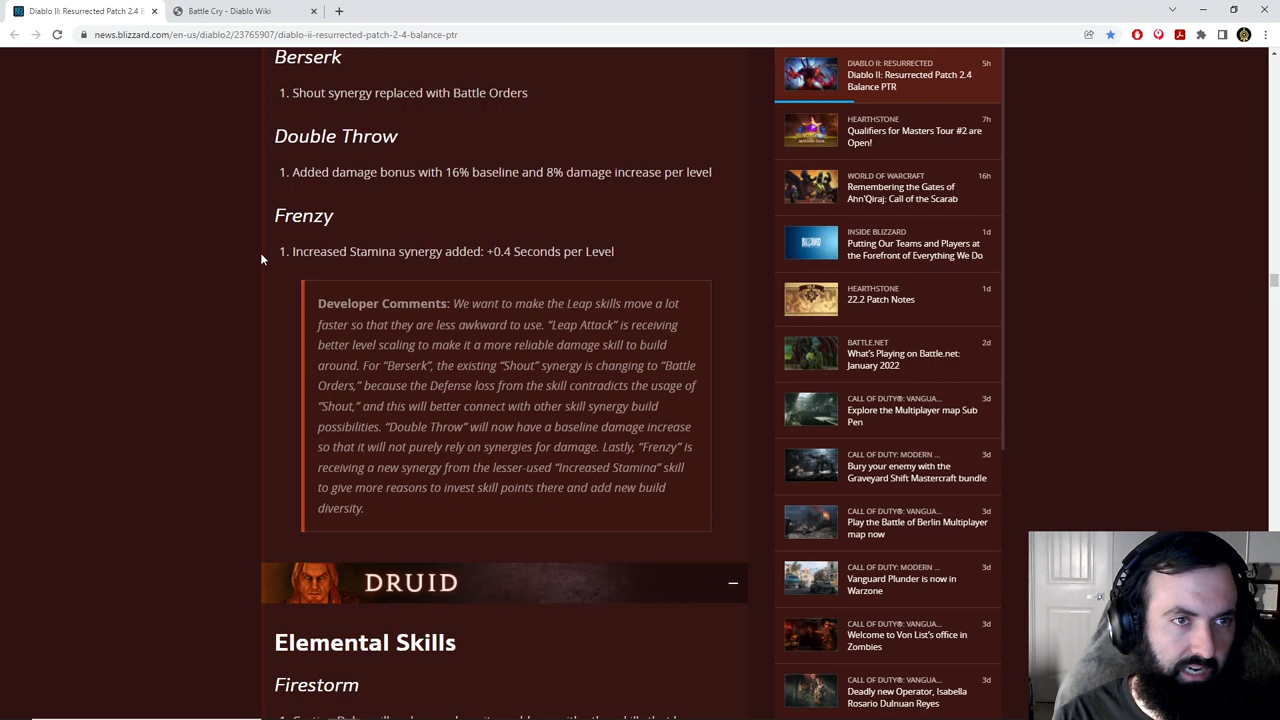 Diablo II: Resurrected Patch 2.4 B
Battle Cry - Diablo Wiki
news.blizzard.com/en-us/diablo2/23765907/diablo-ii-resurrected-patch-2-4-balance-ptr
Berserk
1. Shout synergy replaced with Battle Orders
Double Throw
1. Added damage bonus with 16% baseline and 8% damage increase per level
Frenzy
1. Increased Stamina synergy added: +0.4 Seconds per Level
Developer Comments: We want to make the Leap skills move a lot
faster so that they are less awkward to use. “Leap Attack” is receiving
better level scaling to make it a more reliable damage skill to build
around. For “Berserk”, the existing “Shout” synergy is changing to “Battle
Orders,” because the Defense loss from the skill contradicts the usage of
“Shout,” and this will better connect with other skill synergy build
possibilities. “Double Throw” will now have a baseline damage increase
so that it will not purely rely on synergies for damage. Lastly, “Frenzy” is
receiving a new synergy from the lesser-used “Increased Stamina” skill
to give more reasons to invest skill points there and add new build
diversity.
DRUID
Elemental Skills
Firestorm
DIABLO II: RESURRECTED 5h
Diablo II: Resurrected Patch 2.4
Balance PTR
HEARTHSTONE 7h
Qualifiers for Masters Tour #2 are
Open!
WORLD OF WARCRAFT 16h
Remembering the Gates of
Ahn'Qiraj: Call of the Scarab
INSIDE BLIZZARD 1d
Putting Our Teams and Players at
the Forefront of Everything We Do
HEARTHSTONE 1d
22.2 Patch Notes
BATTLE.NET 2d
What’s Playing on Battle.net:
January 2022
CALL OF DUTY®: VANGUA... 3d
Explore the Multiplayer map Sub
Pen
CALL OF DUTY: MODERN ... 3d
Bury your enemy with the
Graveyard Shift Mastercraft bundle
CALL OF DUTY®: VANGUA... 3d
Play the Battle of Berlin Multiplayer
map now
CALL OF DUTY: MODERN ... 3d
Vanguard Plunder is now in
Warzone
CALL OF DUTY®: VANGUA... 3d
Welcome to Von List’s office in
Zombies
CALL OF DUTY®: VANGUA... 3d
Deadly new Operator, Isabella
Rosario Dulnuan Reyes